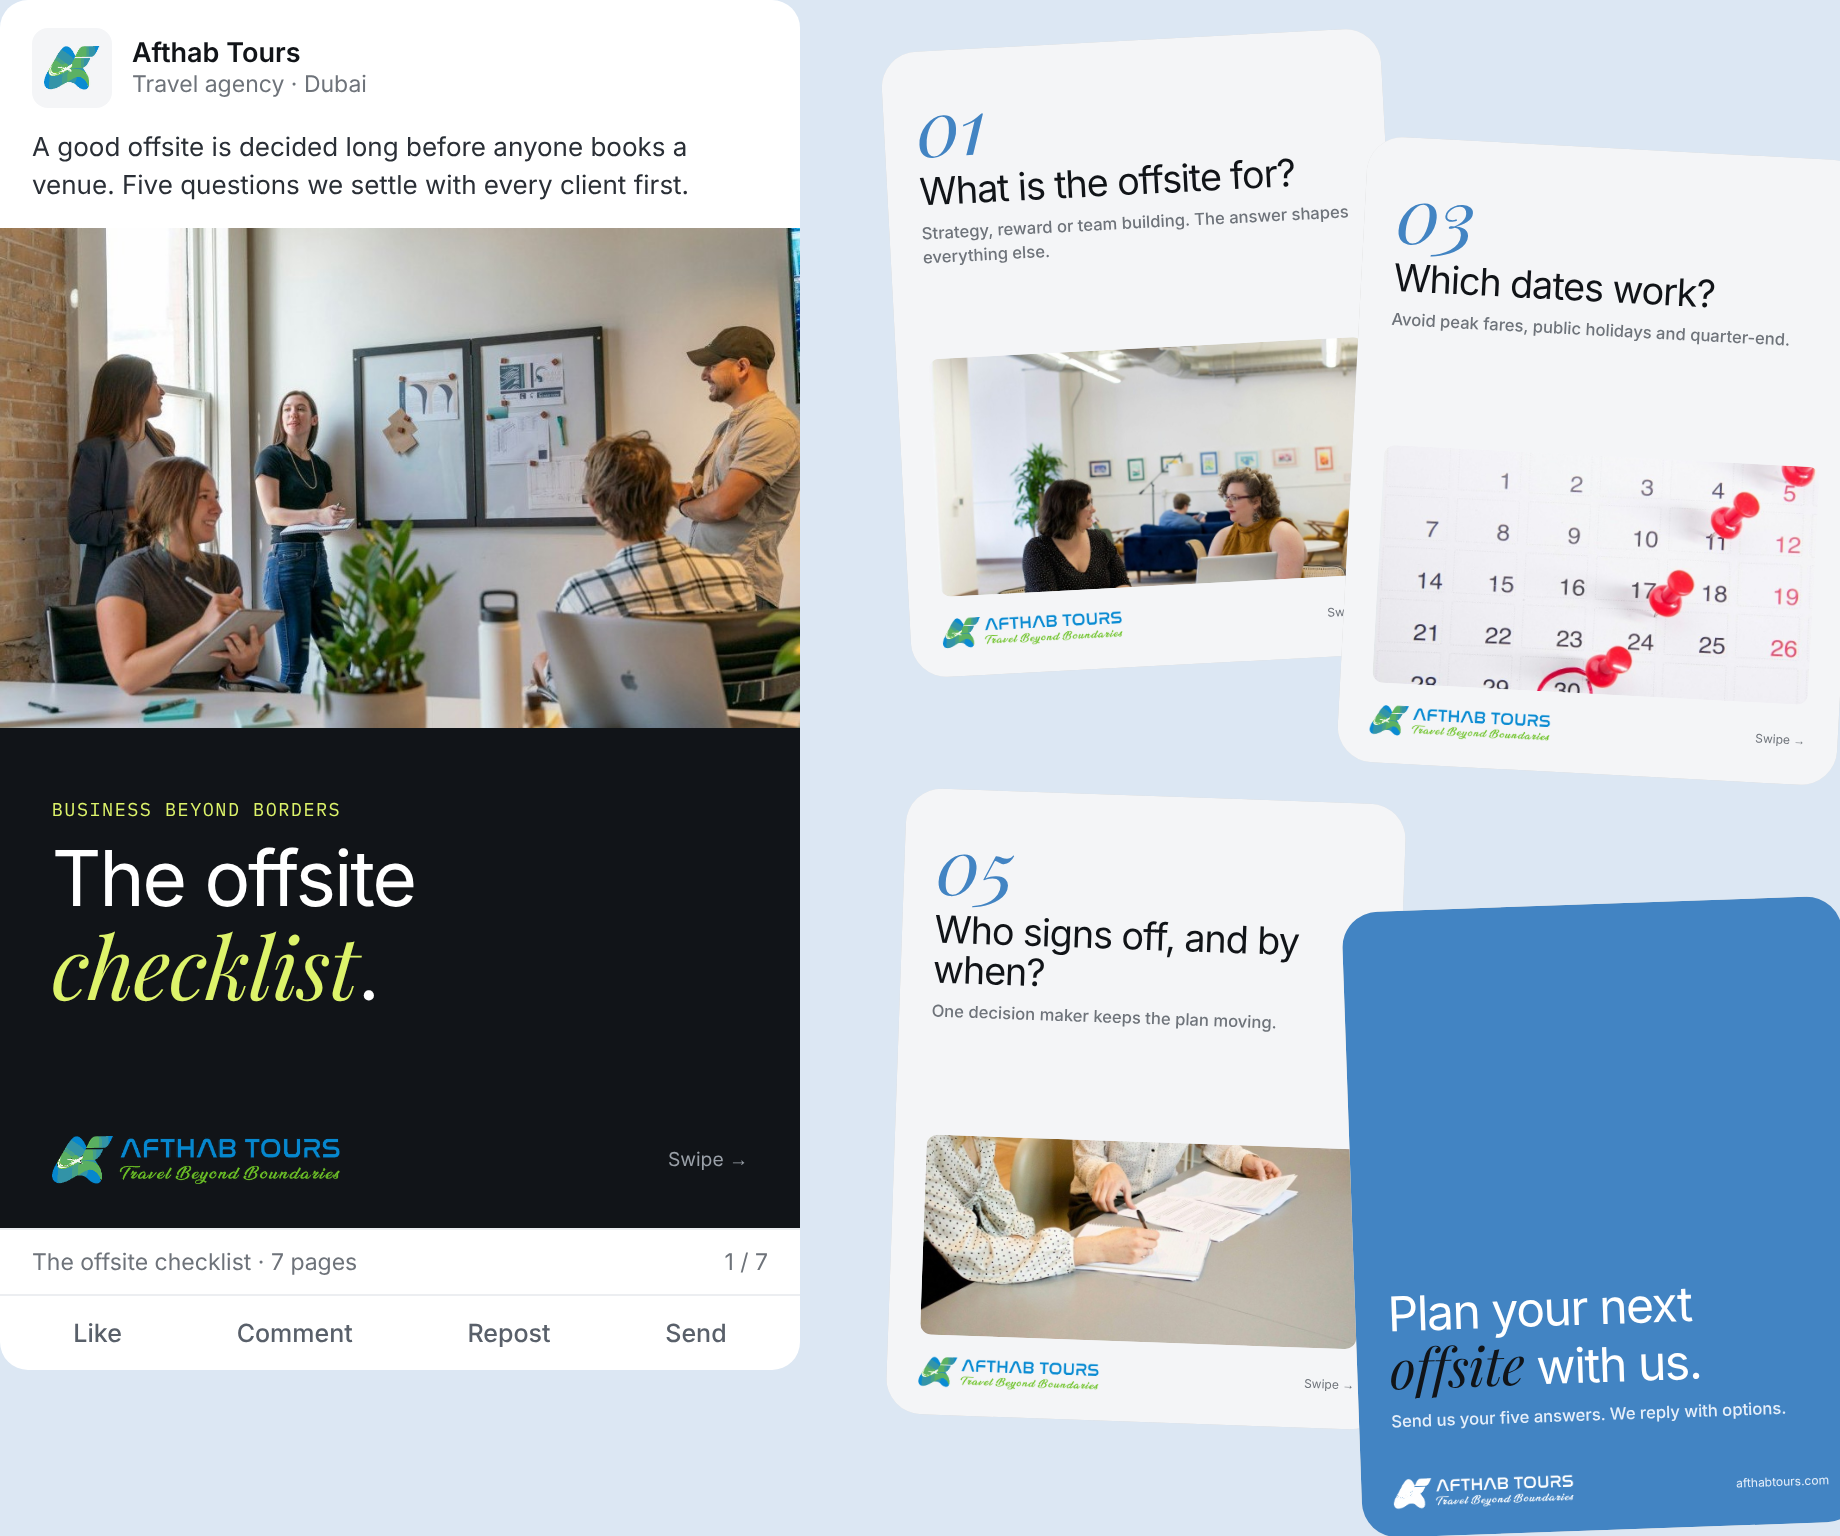 Afthab Tours
Travel agency · Dubai
A good offsite is decided long before anyone books a
venue. Five questions we settle with every client first.
BUSINESS BEYOND BORDERS
The offsite
checklist.
AFTHAB TOURS
Travel Beyond Boundaries
Swipe →
The offsite checklist · 7 pages
1 / 7
Like
Comment
Repost
Send
01
What is the offsite for?
Strategy, reward or team building. The answer shapes
everything else.
AFTHAB TOURS
Travel Beyond Boundaries
Sw
03
Which dates work?
Avoid peak fares, public holidays and quarter-end.
1 2 3 4 5
7 8 9 10 11 12
14 15 16 17 18 19
21 22 23 24 25 26
28 29 30
AFTHAB TOURS
Travel Beyond Boundaries
Swipe →
05
Who signs off, and by
when?
One decision maker keeps the plan moving.
AFTHAB TOURS
Travel Beyond Boundaries
Swipe →
Plan your next
offsite with us.
Send us your five answers. We reply with options.
AFTHAB TOURS
Travel Beyond Boundaries
afthabtours.com